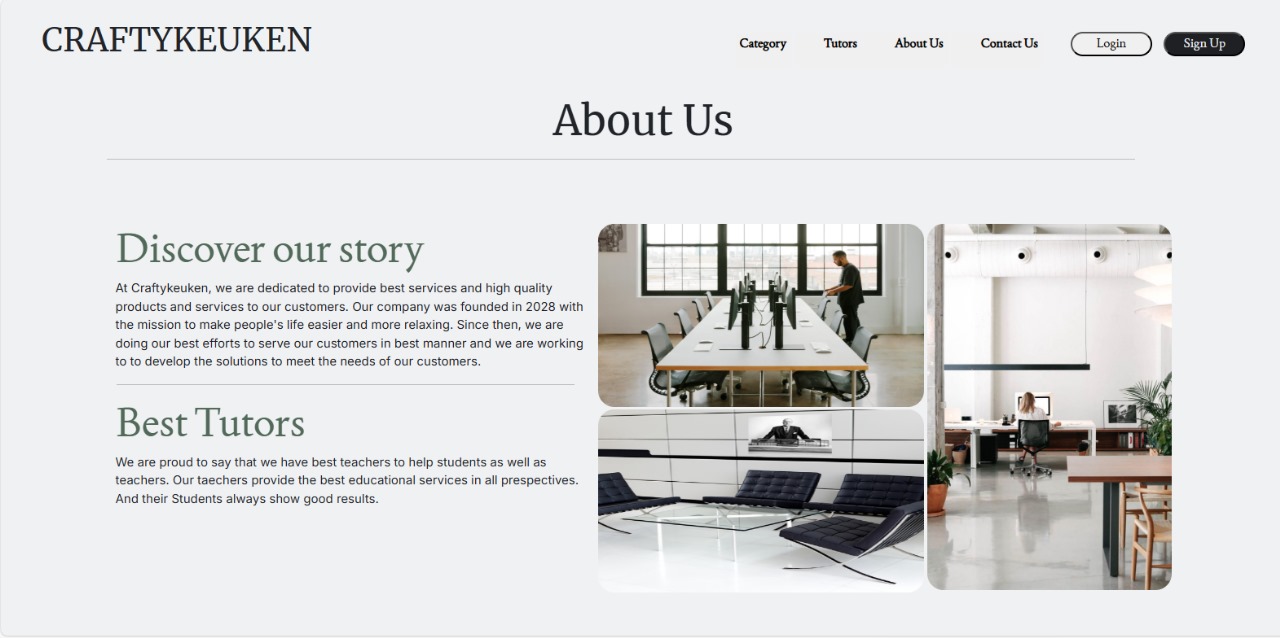 CRAFTYKEUKEN
Category Tutors About Us Contact Us Login Sign Up
About Us
Discover our story
At Craftykeuken, we are dedicated to provide best services and high quality
products and services to our customers. Our company was founded in 2028 with
the mission to make people's life easier and more relaxing. Since then, we are
doing our best efforts to serve our customers in best manner and we are working
to to develop the solutions to meet the needs of our customers.
Best Tutors
We are proud to say that we have best teachers to help students as well as
teachers. Our taechers provide the best educational services in all prespectives.
And their Students always show good results.